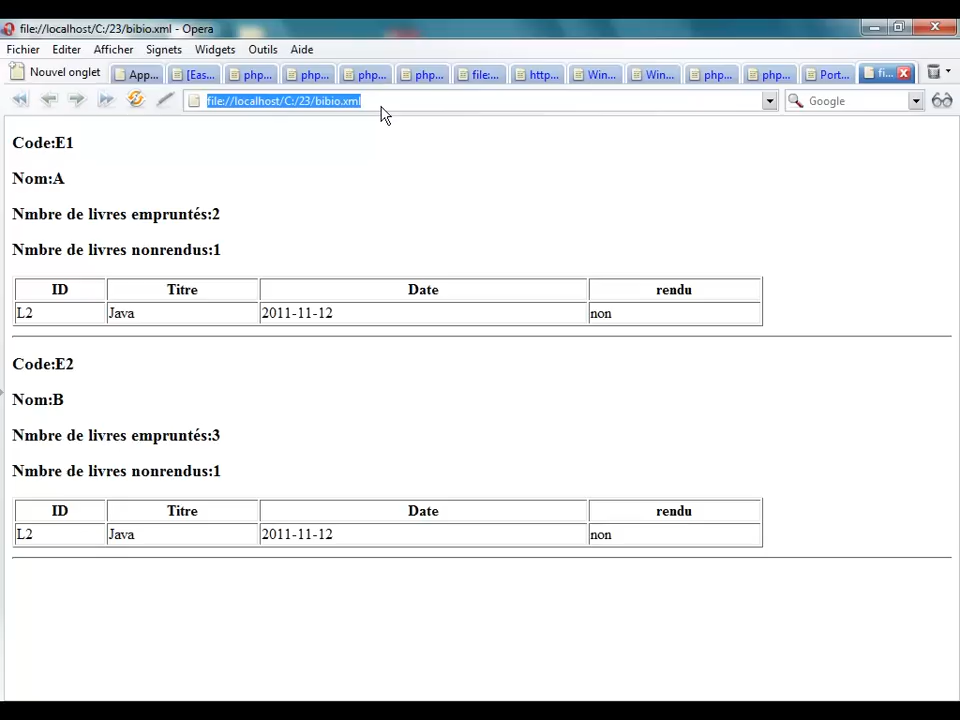 file://localhost/C:/23/bibio.xml - Opera
Fichier Editer Afficher Signets Widgets Outils Aide
Nouvel onglet App... [Eas... php... php... php... php... file:... http... Win... Win... php... php... Port... fi...
file://localhost/C:/23/bibio.xml Google
Code:E1
Nom:A
Nmbre de livres empruntés:2
Nmbre de livres nonrendus:1
ID Titre Date rendu
L2 Java 2011-11-12 non
Code:E2
Nom:B
Nmbre de livres empruntés:3
Nmbre de livres nonrendus:1
ID Titre Date rendu
L2 Java 2011-11-12 non